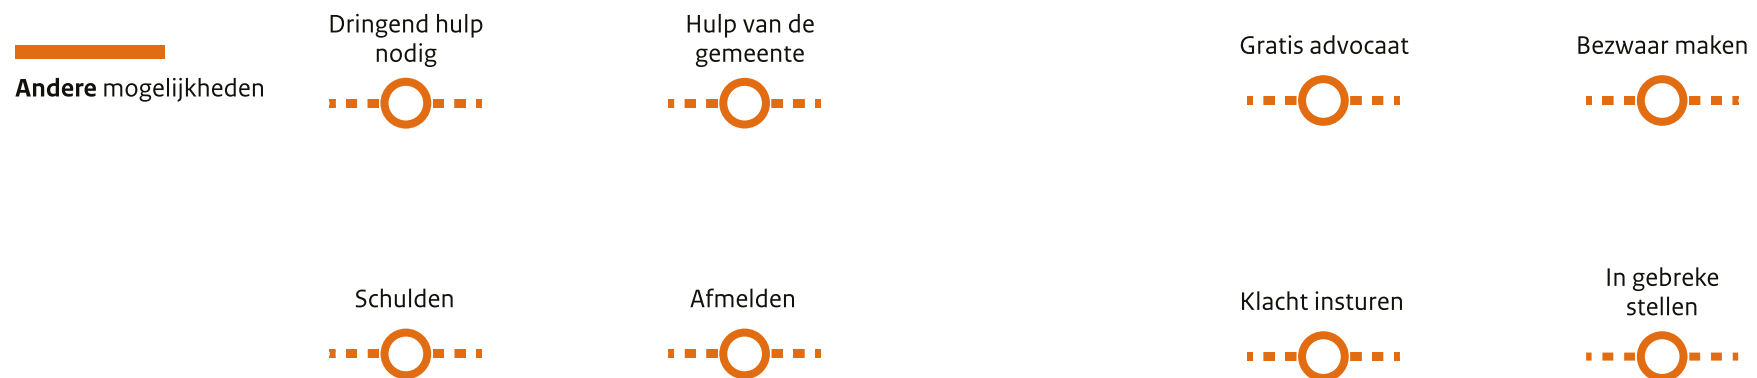 Dringend hulp
nodig
Hulp van de
gemeente
Gratis advocaat
Bezwaar maken
Andere mogelijkheden
Schulden
Afmelden
Klacht insturen
In gebreke
stellen